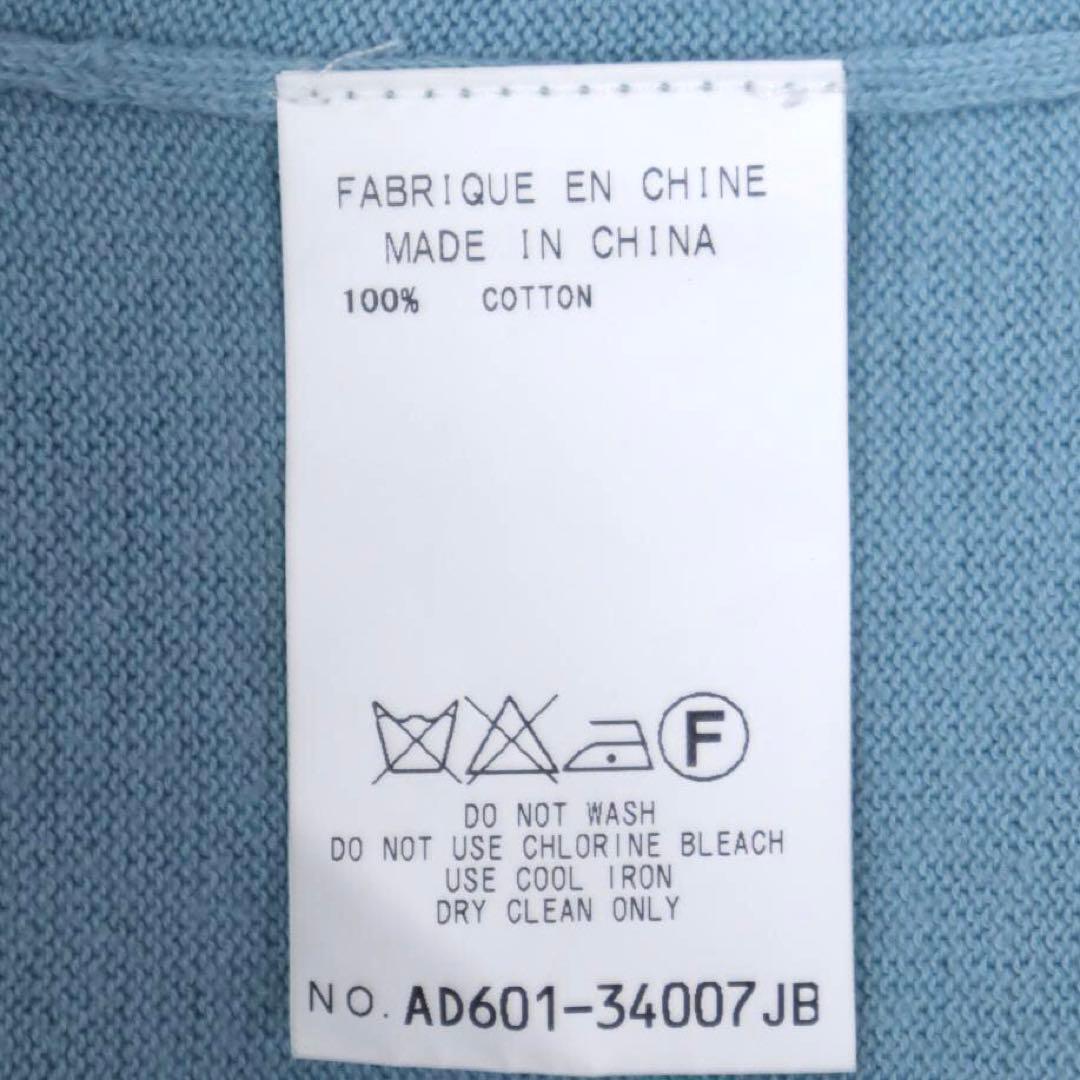 FABRIQUE EN CHINE
MADE IN CHINA
100% COTTON
F
DO NOT WASH
DO NOT USE CHLORINE BLEACH
USE COOL IRON
DRY CLEAN ONLY
NO. AD601-34007JB